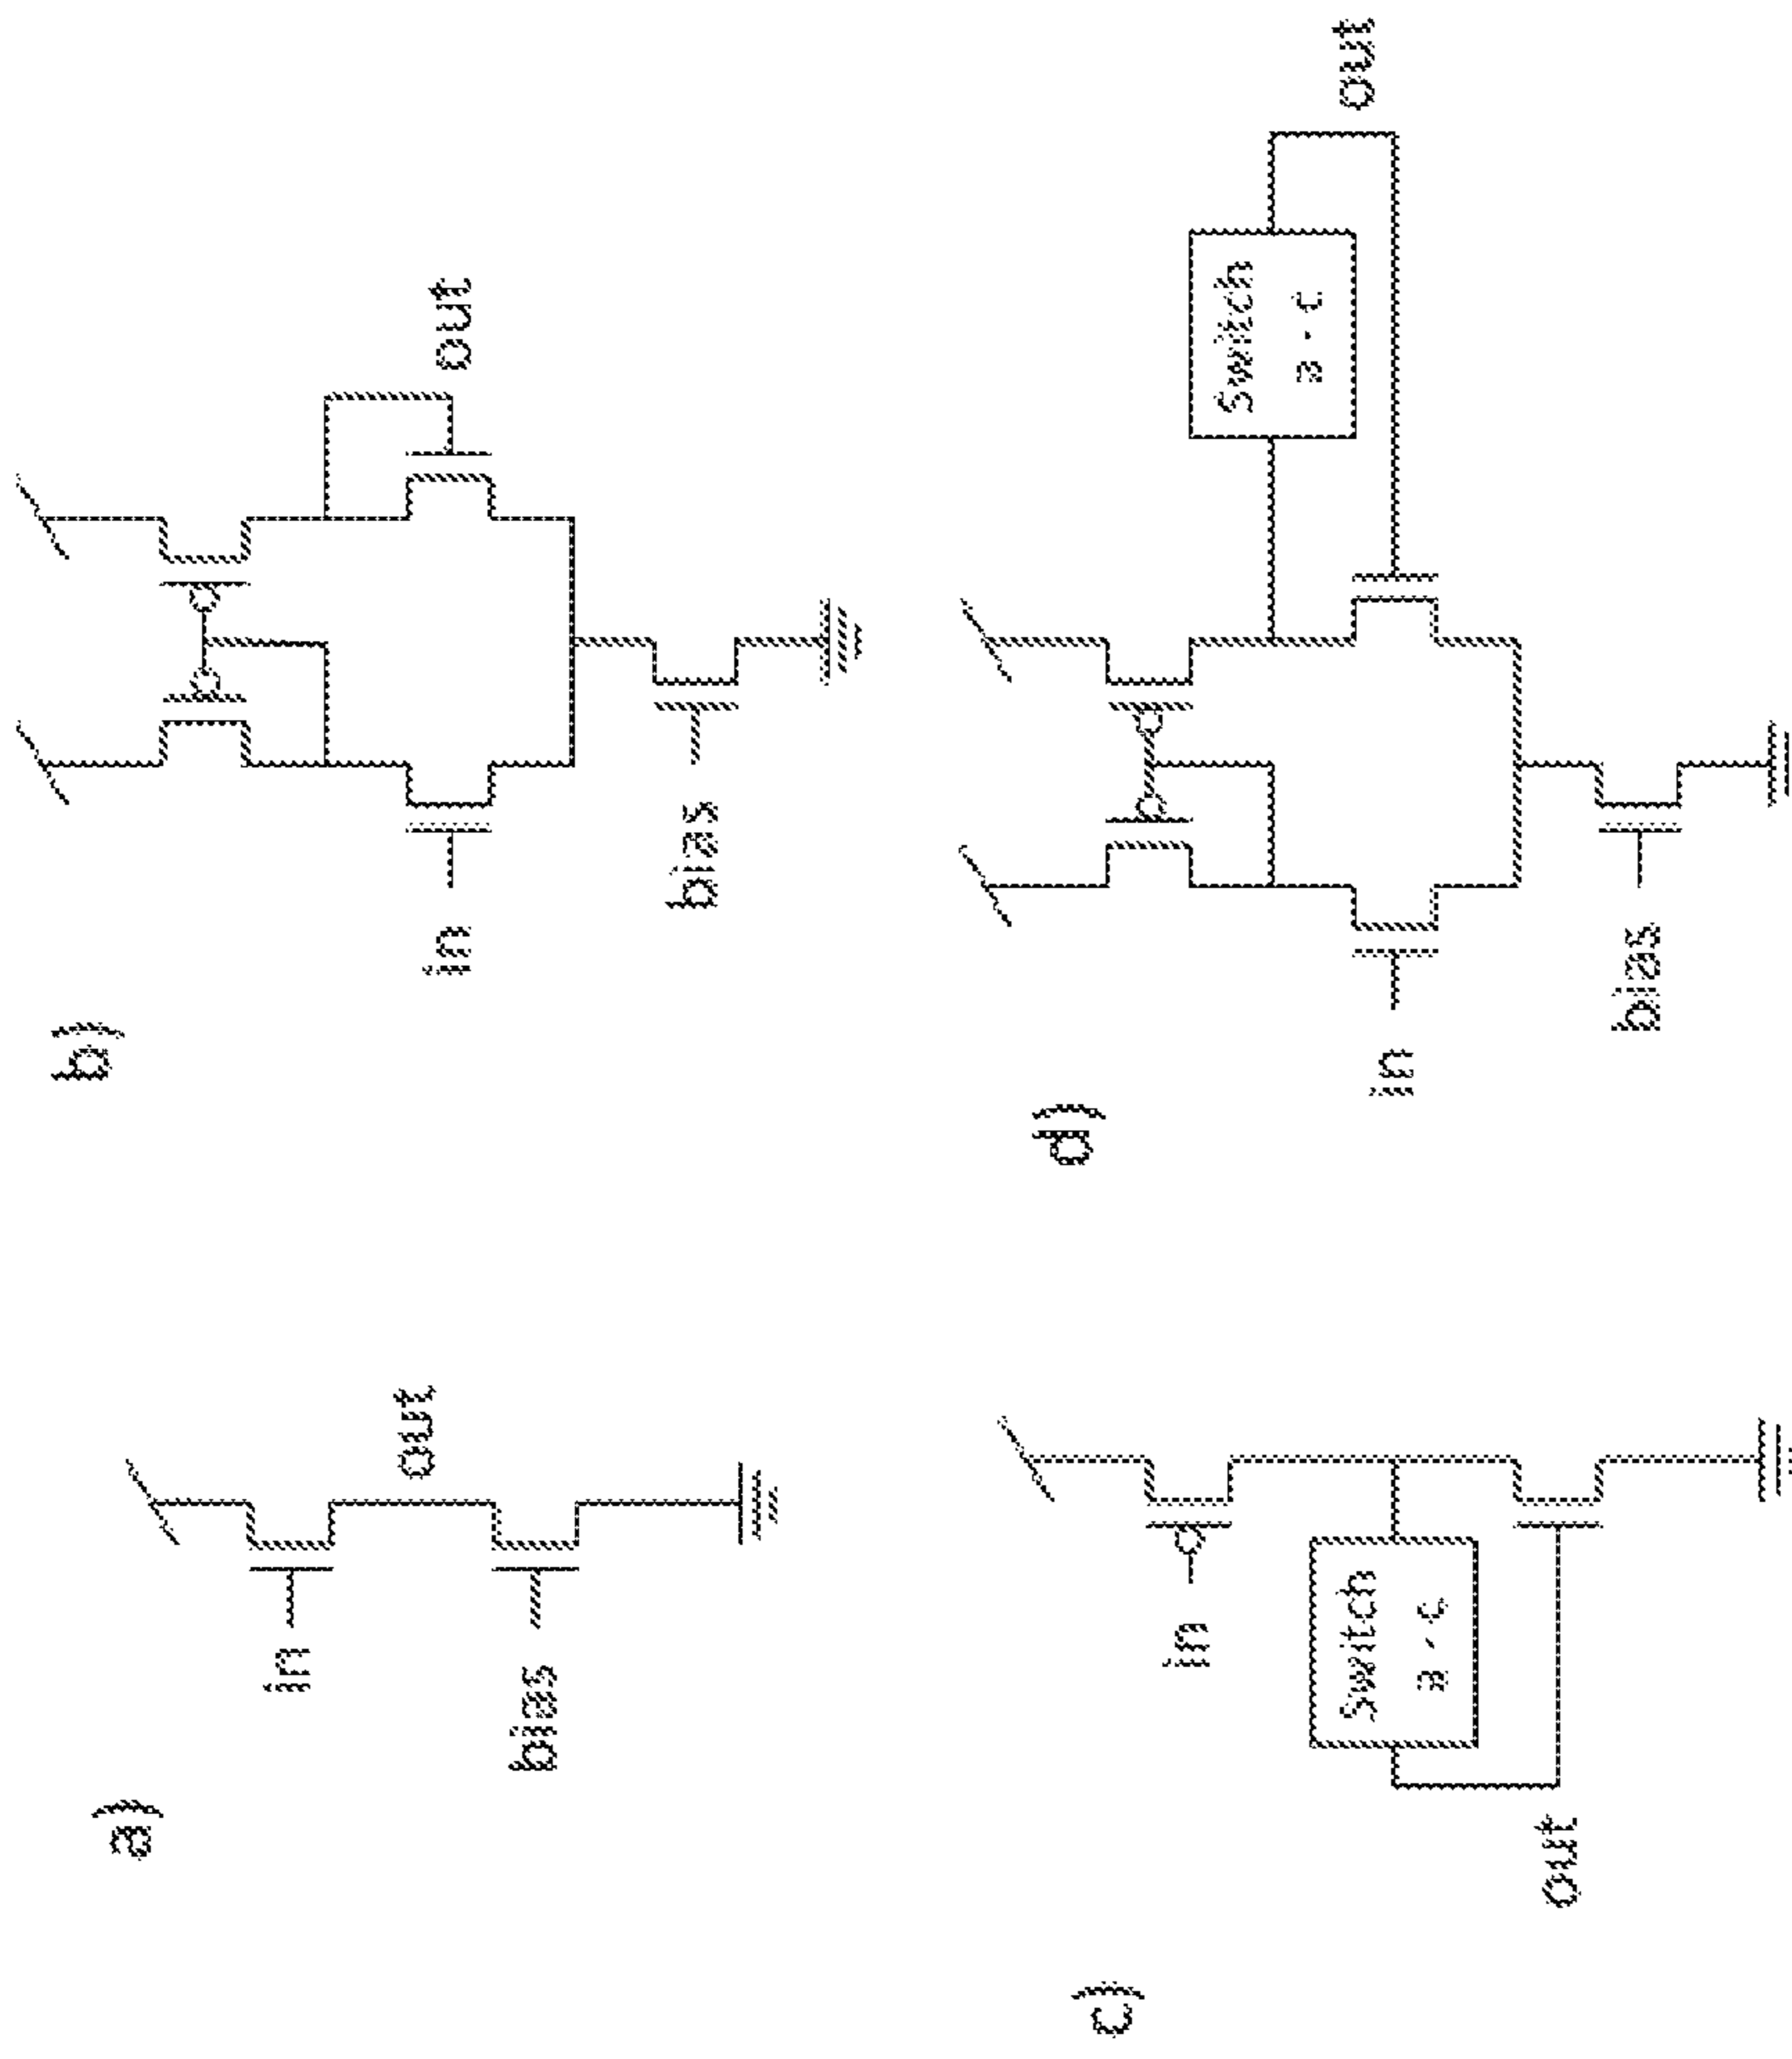 a)
in
out
bias
b)
in
out
bias
c)
in
Switch
a - c
out
d)
Switch
a - c
out
in
bias